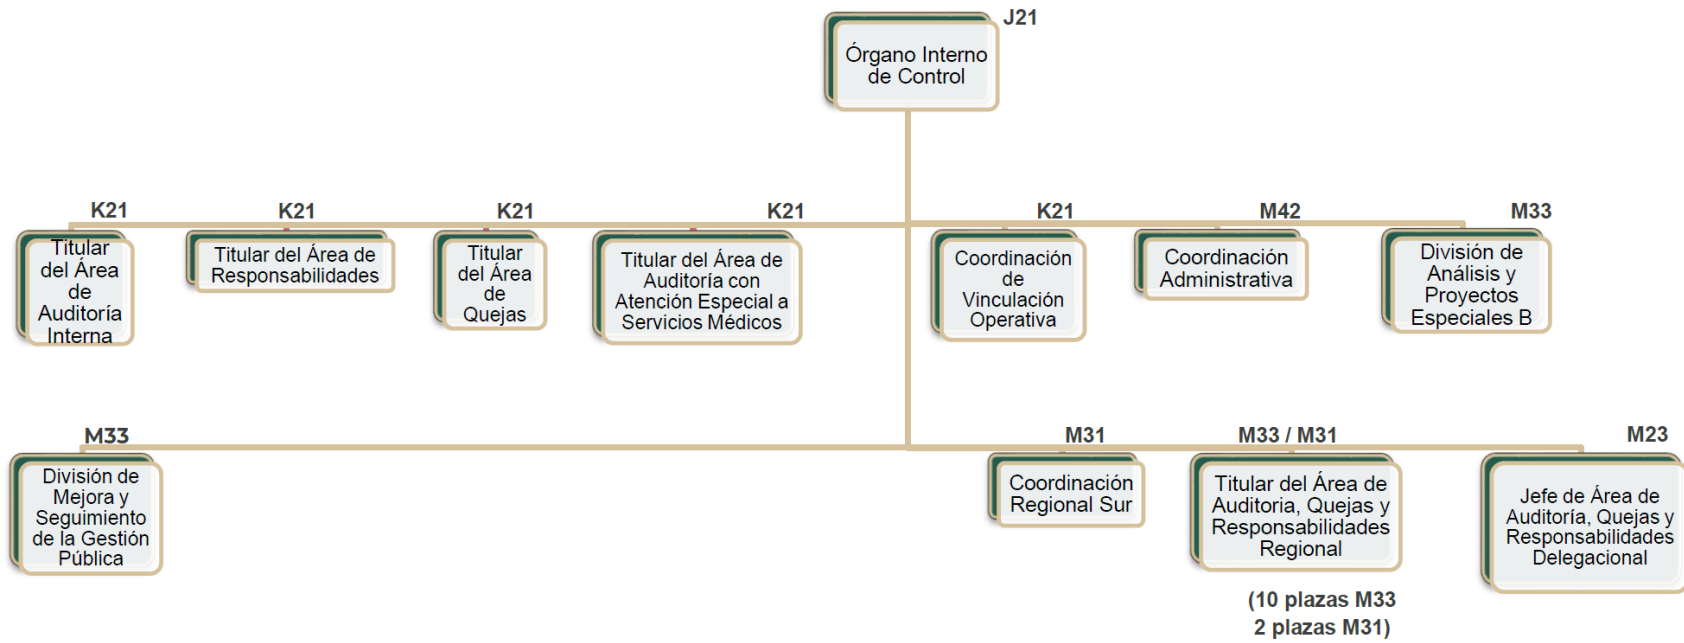 J21
Órgano Interno
de Control
K21
Titular
del Área
de
Auditoría
Interna
K21
Titular del Área de
Responsabilidades
K21
Titular
del Área
de
Quejas
K21
Titular del Área de
Auditoría con
Atención Especial a
Servicios Médicos
K21
Coordinación
de
Vinculación
Operativa
M42
Coordinación
Administrativa
M33
División de
Análisis y
Proyectos
Especiales B
M33
División de
Mejora y
Seguimiento
de la Gestión
Pública
M31
Coordinación
Regional Sur
M33 / M31
Titular del Área de
Auditoria, Quejas y
Responsabilidades
Regional
(10 plazas M33
2 plazas M31)
M23
Jefe de Área de
Auditoría, Quejas y
Responsabilidades
Delegacional